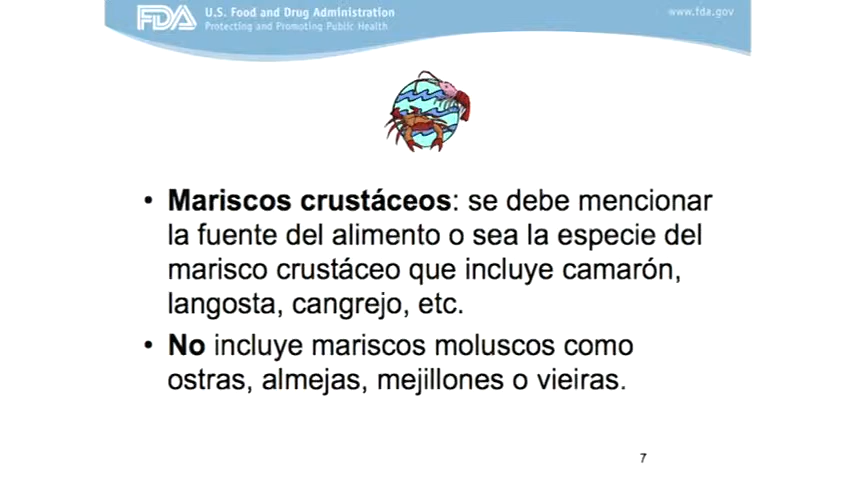 FDA U.S. Food and Drug Administration
Protecting and Promoting Public Health
www.fda.gov
• Mariscos crustáceos: se debe mencionar
la fuente del alimento o sea la especie del
marisco crustáceo que incluye camarón,
langosta, cangrejo, etc.
• No incluye mariscos moluscos como
ostras, almejas, mejillones o vieiras.
7